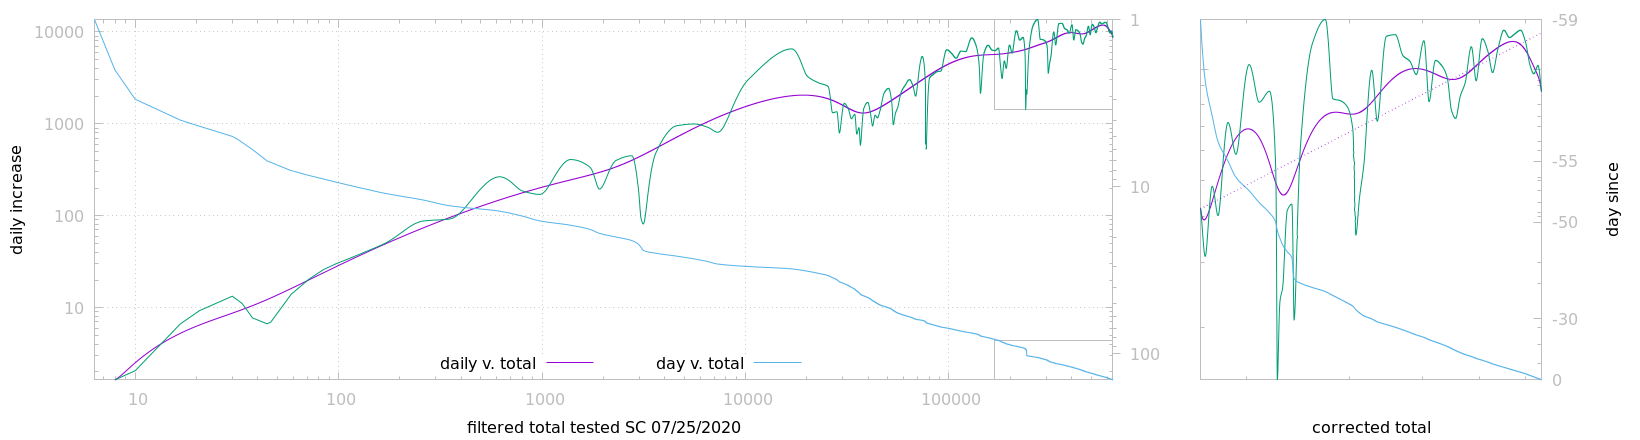 10000
1000
100
10
daily increase
daily v. total
day v. total
10
100
1000
10000
100000
filtered total tested SC 07/25/2020
1
10
100
-59
-55
-50
-30
0
day since
corrected total